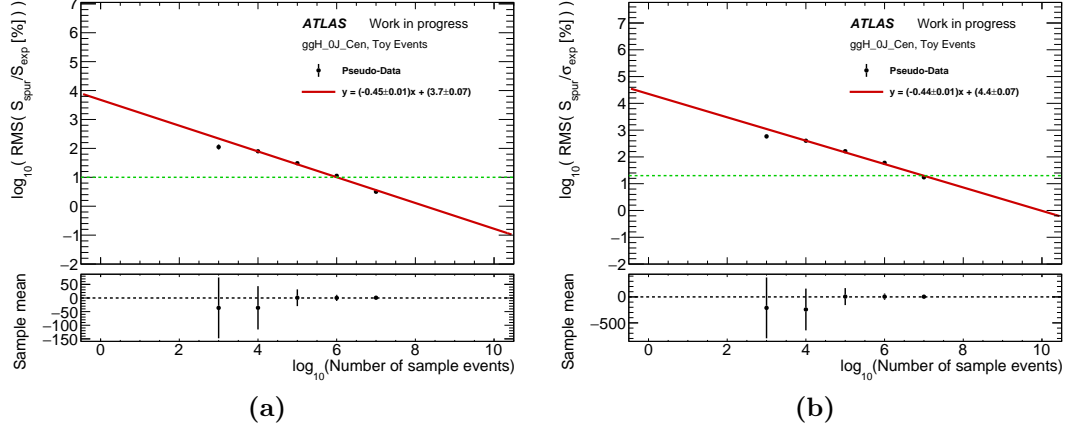 ATLAS Work in progress
ggH_0J_Cen, Toy Events
Pseudo-Data
y = (-0.45±0.01)x + (3.7±0.07)
log10( RMS( Sspur/Sexp [%] ) )
7
6
5
4
3
2
1
0
−1
−2
Sample mean
50
0
−50
−100
−150
0 2 4 6 8 10
log10(Number of sample events)
(a)
ATLAS Work in progress
ggH_0J_Cen, Toy Events
Pseudo-Data
y = (-0.44±0.01)x + (4.4±0.07)
log10( RMS( Sspur/σexp [%] ) )
7
6
5
4
3
2
1
0
−1
−2
Sample mean
0
−500
0 2 4 6 8 10
log10(Number of sample events)
(b)